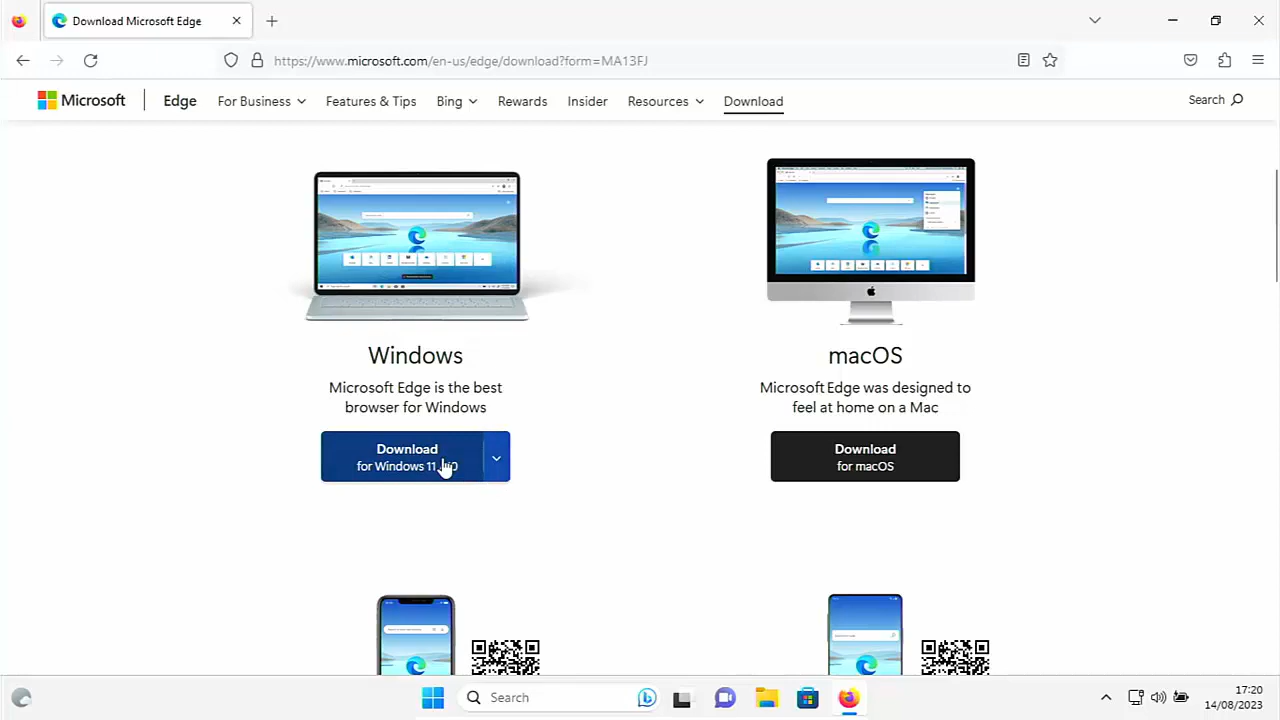 Download Microsoft Edge
https://www.microsoft.com/en-us/edge/download?form=MA13FJ
Microsoft Edge For Business Features & Tips Bing Rewards Insider Resources Download Search
Windows
Microsoft Edge is the best
browser for Windows
Download
for Windows 11
macOS
Microsoft Edge was designed to
feel at home on a Mac
Download
for macOS
Search
17:20
14/08/2023